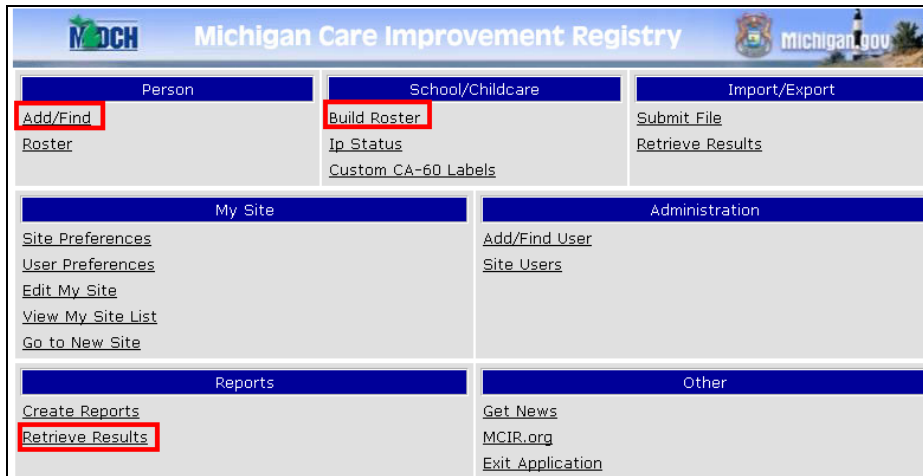 MDCH Michigan Care Improvement Registry Michigan.gov
Person
Add/Find
Roster
School/Childcare
Build Roster
Ip Status
Custom CA-60 Labels
Import/Export
Submit File
Retrieve Results
My Site
Site Preferences
User Preferences
Edit My Site
View My Site List
Go to New Site
Administration
Add/Find User
Site Users
Reports
Create Reports
Retrieve Results
Other
Get News
MCIR.org
Exit Application